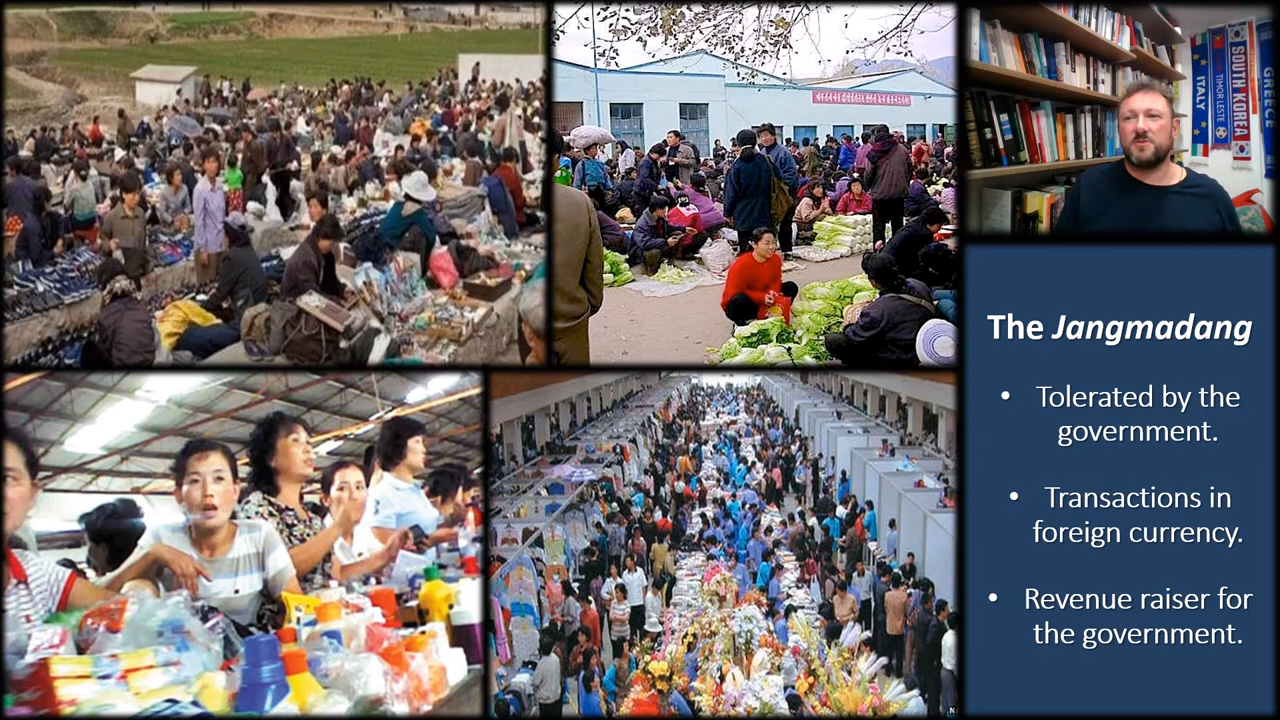 ITALY
TIMOR LESTE
SOUTH KOREA
GREECE
The Jangmadang
• Tolerated by the
government.
• Transactions in
foreign currency.
• Revenue raiser for
the government.